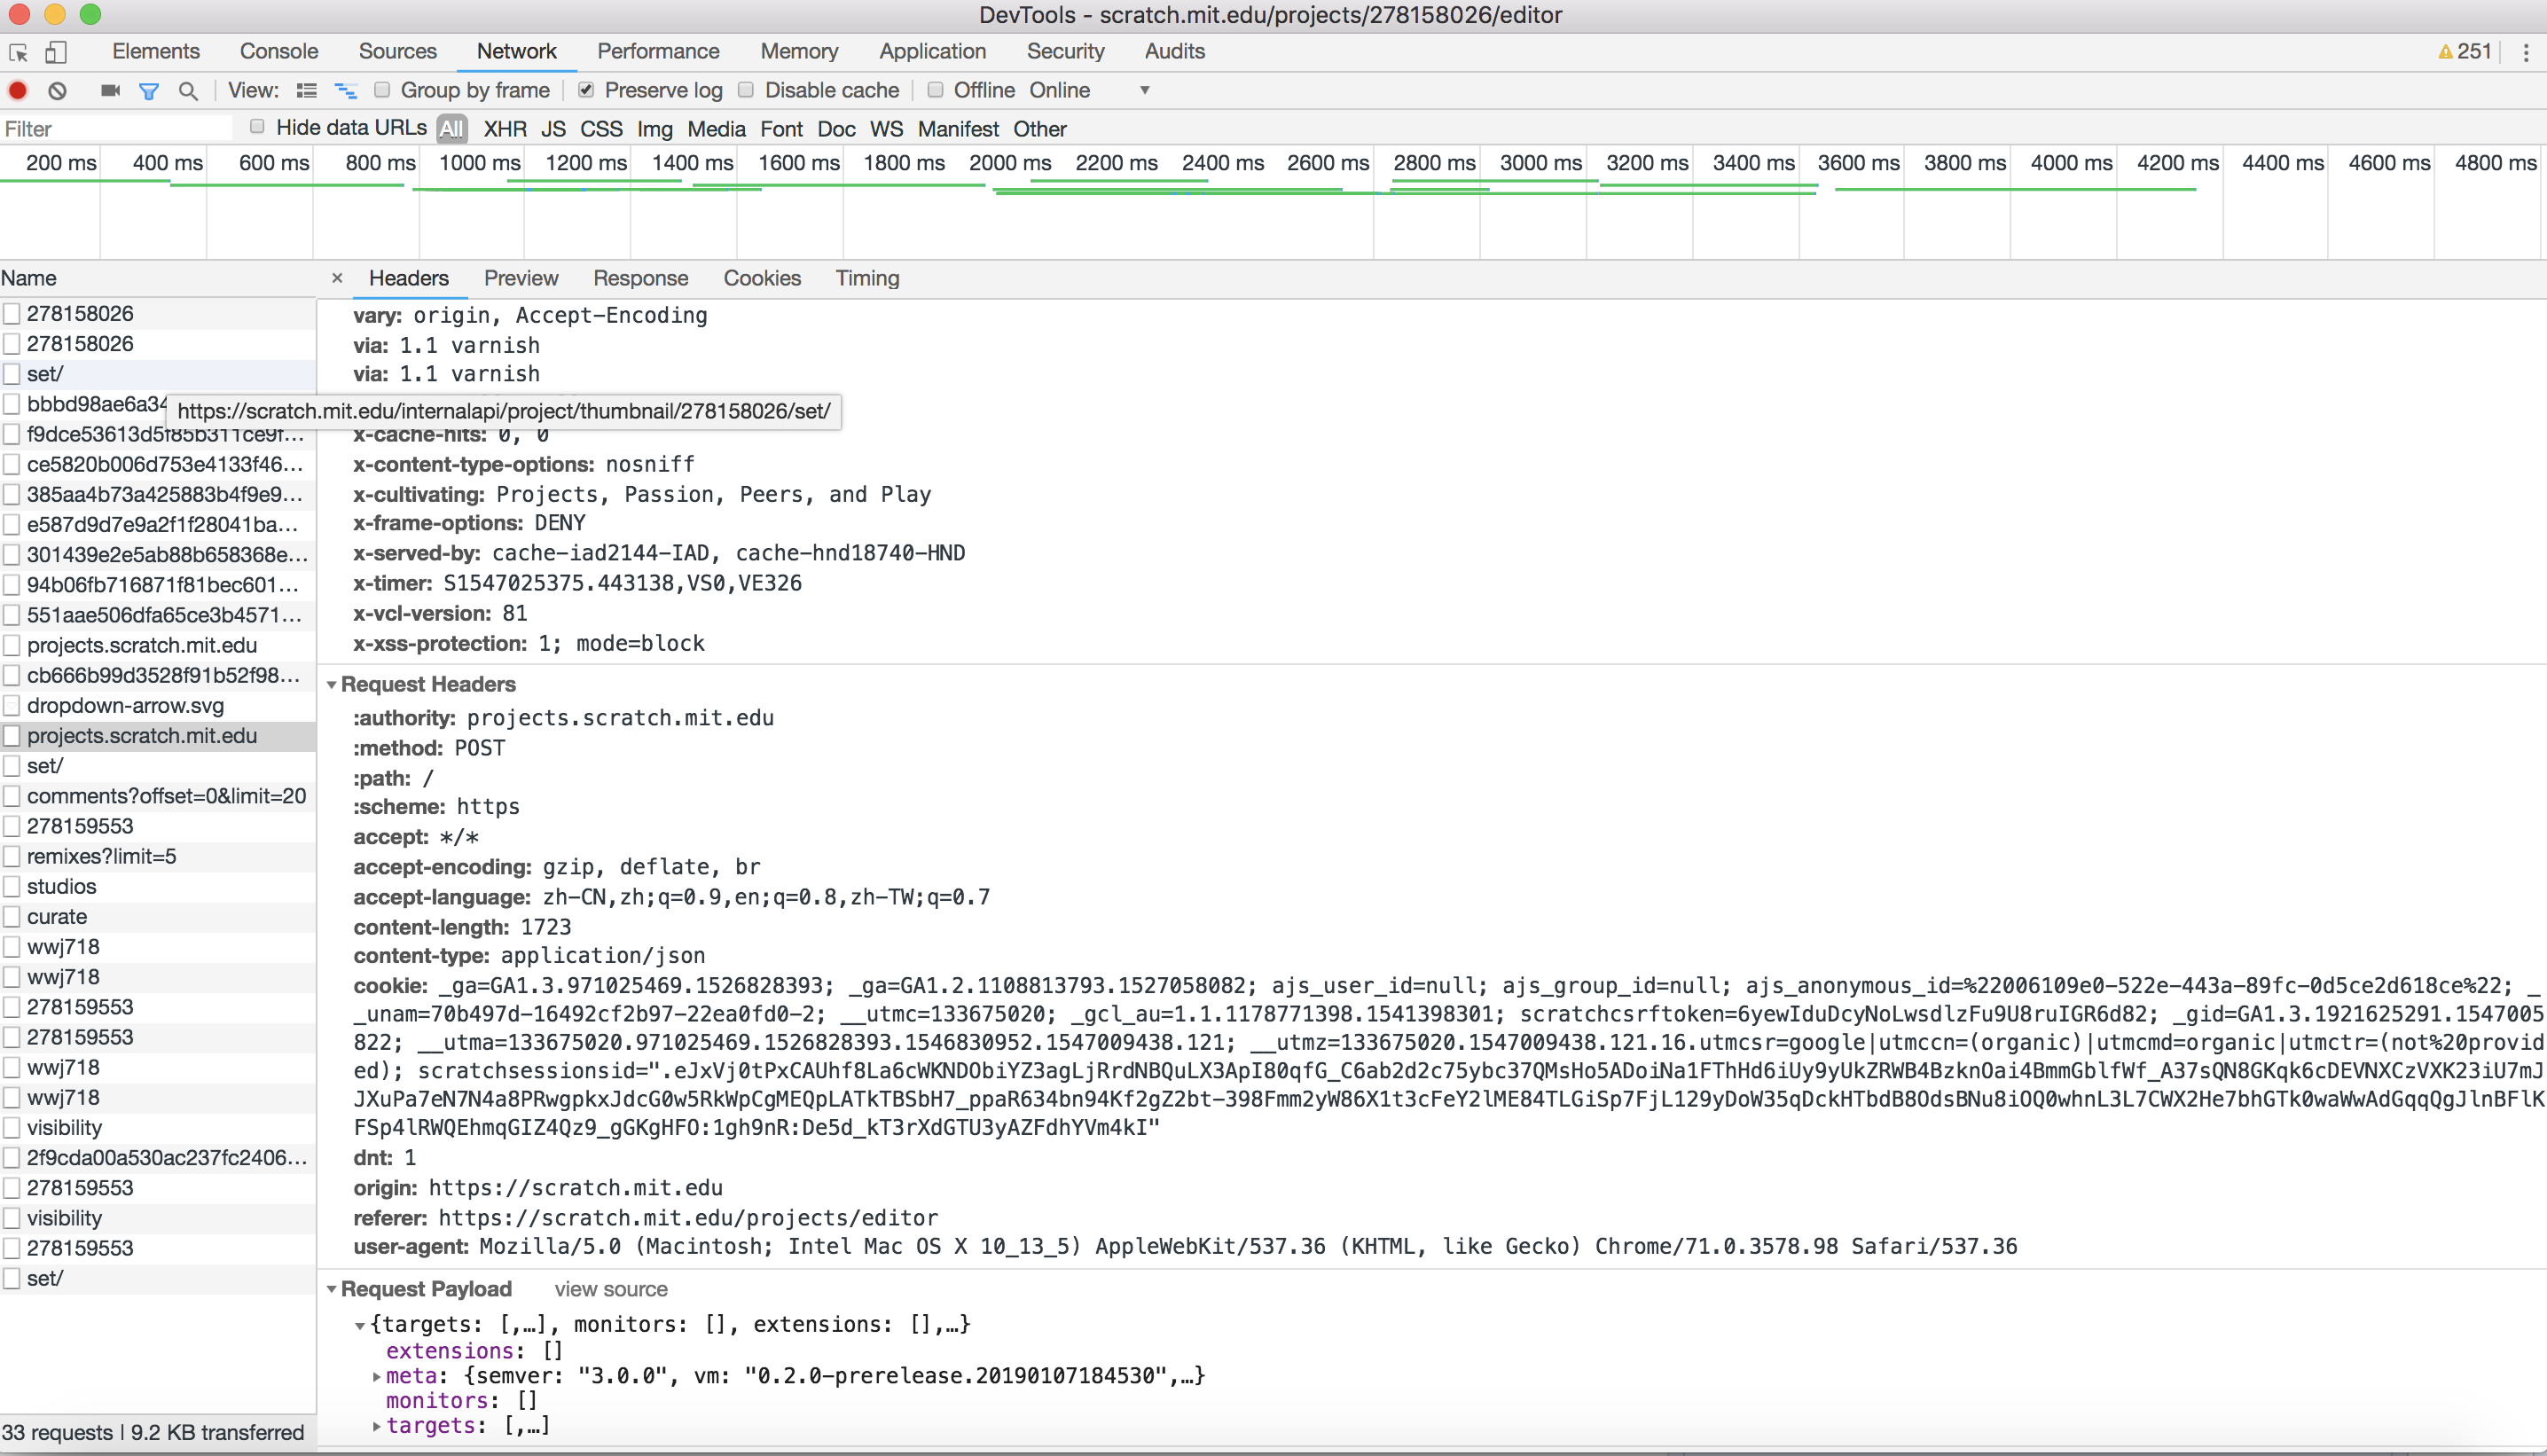 DevTools - scratch.mit.edu/projects/278158026/editor
Elements Console Sources Network Performance Memory Application Security Audits 251
View: Group by frame Preserve log Disable cache Offline Online
Filter Hide data URLs All XHR JS CSS Img Media Font Doc WS Manifest Other
200 ms 400 ms 600 ms 800 ms 1000 ms 1200 ms 1400 ms 1600 ms 1800 ms 2000 ms 2200 ms 2400 ms 2600 ms 2800 ms 3000 ms 3200 ms 3400 ms 3600 ms 3800 ms 4000 ms 4200 ms 4400 ms 4600 ms 4800 ms
Name
278158026
278158026
set/
bbbd98ae6a34
f9dce53613d5f85b311ce9f...
ce5820b006d753e4133f46...
385aa4b73a425883b4f9e9...
e587d9d7e9a2f1f28041ba...
301439e2e5ab88b658368e...
94b06fb716871f81bec601...
551aae506dfa65ce3b4571...
projects.scratch.mit.edu
cb666b99d3528f91b52f98...
dropdown-arrow.svg
projects.scratch.mit.edu
set/
comments?offset=0&limit=20
278159553
remixes?limit=5
studios
curate
wwj718
wwj718
278159553
278159553
wwj718
wwj718
visibility
2f9cda00a530ac237fc2406...
278159553
visibility
278159553
set/
33 requests | 9.2 KB transferred
× Headers Preview Response Cookies Timing
vary: origin, Accept-Encoding
via: 1.1 varnish
via: 1.1 varnish
https://scratch.mit.edu/internalapi/project/thumbnail/278158026/set/
x-cache-hits: 0, 0
x-content-type-options: nosniff
x-cultivating: Projects, Passion, Peers, and Play
x-frame-options: DENY
x-served-by: cache-iad2144-IAD, cache-hnd18740-HND
x-timer: S1547025375.443138,VS0,VE326
x-vcl-version: 81
x-xss-protection: 1; mode=block
Request Headers
:authority: projects.scratch.mit.edu
:method: POST
:path: /
:scheme: https
accept: */*
accept-encoding: gzip, deflate, br
accept-language: zh-CN,zh;q=0.9,en;q=0.8,zh-TW;q=0.7
content-length: 1723
content-type: application/json
cookie: _ga=GA1.3.971025469.1526828393; _ga=GA1.2.1108813793.1527058082; ajs_user_id=null; ajs_group_id=null; ajs_anonymous_id=%22006109e0-522e-443a-89fc-0d5ce2d618ce%22; _
_unam=70b497d-16492cf2b97-22ea0fd0-2; __utmc=133675020; _gcl_au=1.1.1178771398.1541398301; scratchcsrftoken=6yewIduDcyNoLwsdlzFu9U8ruIGR6d82; _gid=GA1.3.1921625291.1547005
822; __utma=133675020.971025469.1526828393.1546830952.1547009438.121; __utmz=133675020.1547009438.121.16.utmcsr=google|utmccn=(organic)|utmcmd=organic|utmctr=(not%20provid
ed); scratchsessionsid=".eJxVj0tPxCAUhf8La6cWKNDObiYZ3agLjRrdNBQuLX3ApI80qfG_C6ab2d2c75ybc37QMsHo5ADoiNa1FThHd6iUy9yUkZRWB4BzknOai4BmmGblfWf_A37sQN8GKqk6cDEVNXCzVXK23iU7mJ
JXuPa7eN7N4a8PRwgpkxJdcG0w5RkWpCgMEQpLATkTBSbH7_ppaR634bn94Kf2gZ2bt-398Fmm2yW86X1t3cFeY2lME84TLGiSp7FjL129yDoW35qDckHTbdB8OdsBNu8iOQ0whnL3L7CWX2He7bhGTk0waWwAdGqqQgJlnBFlK
FSp4lRWQEhmqGIZ4Qz9_gGKgHFO:1gh9nR:De5d_kT3rXdGTU3yAZFdhYVm4kI"
dnt: 1
origin: https://scratch.mit.edu
referer: https://scratch.mit.edu/projects/editor
user-agent: Mozilla/5.0 (Macintosh; Intel Mac OS X 10_13_5) AppleWebKit/537.36 (KHTML, like Gecko) Chrome/71.0.3578.98 Safari/537.36
Request Payload view source
{targets: [,…], monitors: [], extensions: [],…}
extensions: []
meta: {semver: "3.0.0", vm: "0.2.0-prerelease.20190107184530",…}
monitors: []
targets: [,…]